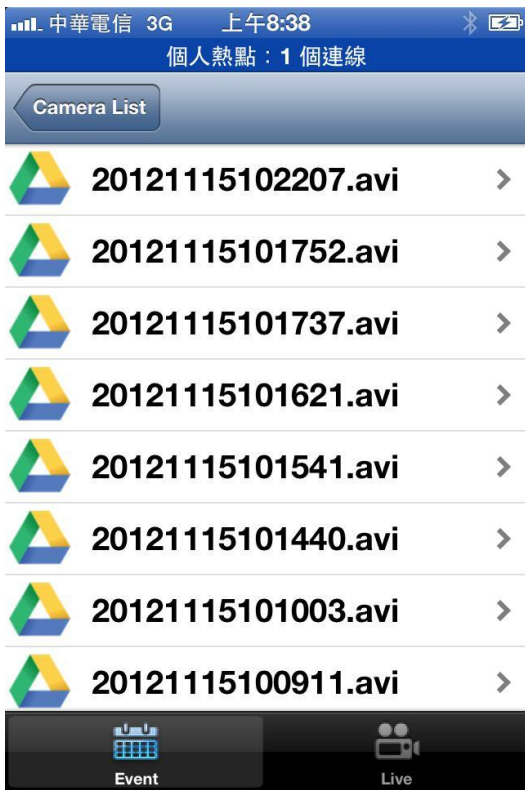 中華電信 3G 上午8:38
個人熱點：1 個連線
Camera List
20121115102207.avi
20121115101752.avi
20121115101737.avi
20121115101621.avi
20121115101541.avi
20121115101440.avi
20121115101003.avi
20121115100911.avi
Event Live